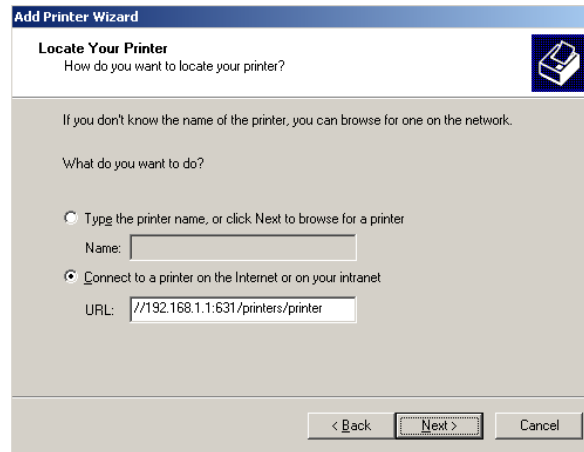 Add Printer Wizard
Locate Your Printer
How do you want to locate your printer?
If you don't know the name of the printer, you can browse for one on the network.
What do you want to do?
Type the printer name, or click Next to browse for a printer
Name:
Connect to a printer on the Internet or on your intranet
URL: //192.168.1.1:631/printers/printer
< Back Next > Cancel